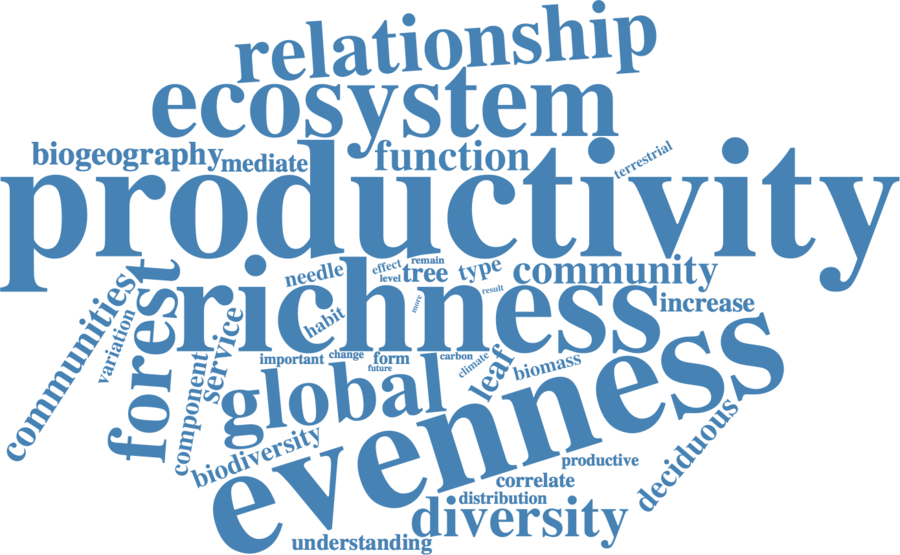 relationship
ecosystem
biogeography
mediate
function
terrestrial
productivity
needle
effect
remain
level
tree
type
community
communities
variation
forest
richness
habit
more
result
increase
service
component
important
change
form
future
carbon
climate
leaf
biomass
global
evenness
biodiversity
deciduous
productive
correlate
distribution
diversity
understanding